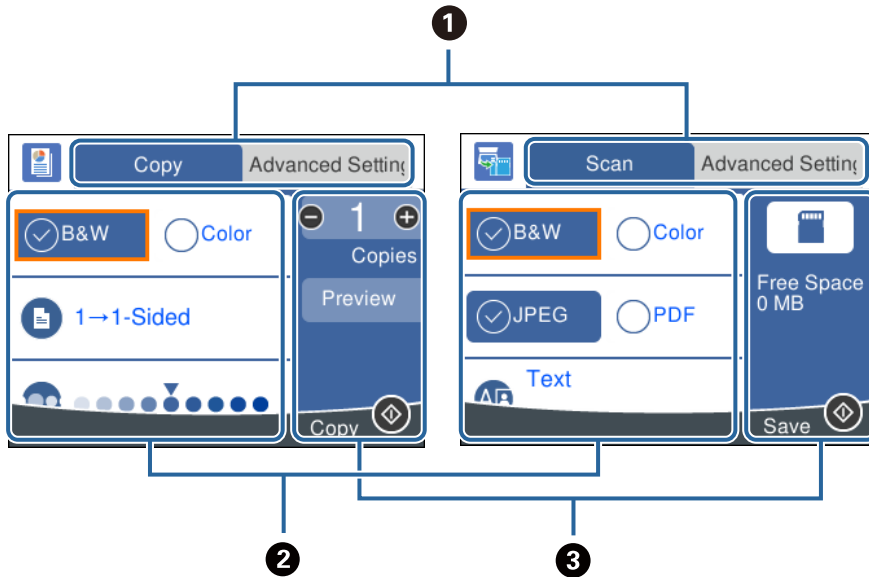 1
Copy Advanced Setting
Scan Advanced Setting
B&W Color
1 +
Copies
Preview
1→1-Sided
Copy
B&W Color
JPEG PDF
Text
Free Space
0 MB
Save
2
3